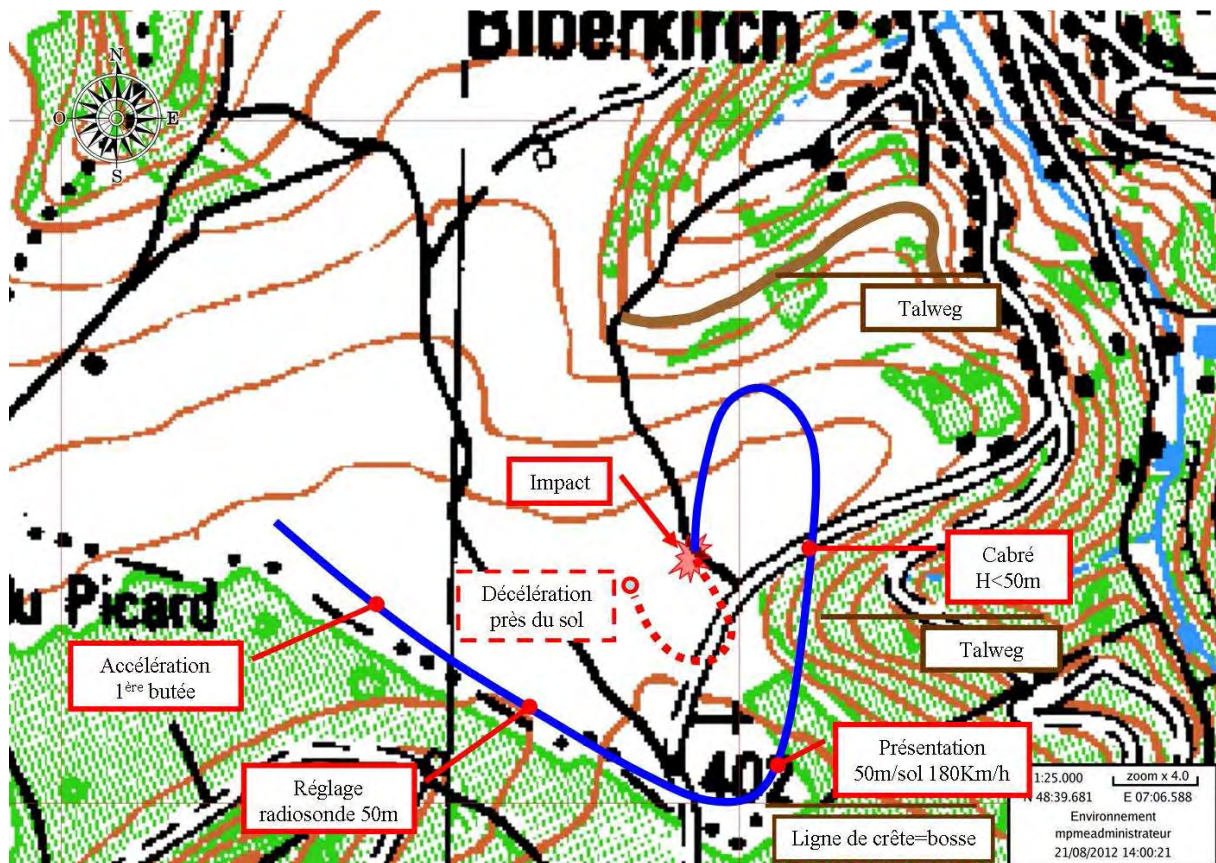 Biberkirch
N
O
E
S
Talweg
Impact
Cabré
H<50m
Décélération
près du sol
u Picard
Talweg
Accélération
1ère butée
Présentation
50m/sol 180Km/h
40
Réglage
radiosonde 50m
Ligne de crête=bosse
1:25.000
zoom x 4.0
N 48:39.681
E 07:06.588
Environnement
mpmeadministrateur
21/08/2012 14:00:21